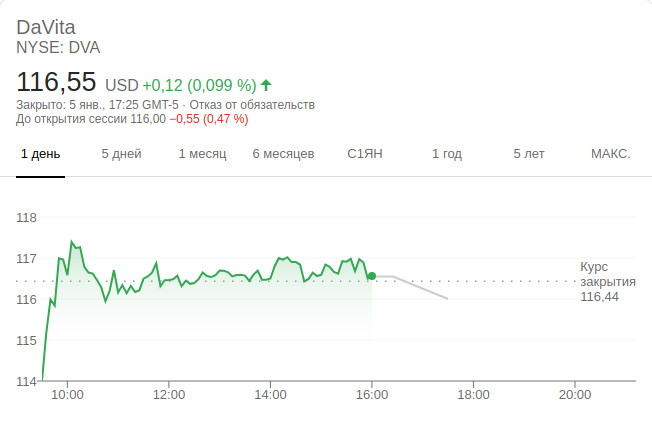 DaVita
NYSE: DVA
116,55 USD +0,12 (0,099 %)
Закрыто: 5 янв., 17:25 GMT-5 · Отказ от обязательств
До открытия сессии 116,00 −0,55 (0,47 %)
1 день 5 дней 1 месяц 6 месяцев С1ЯН 1 год 5 лет МАКС.
118
117
116
115
114
Курс
закрытия
116,44
10:00 12:00 14:00 16:00 18:00 20:00